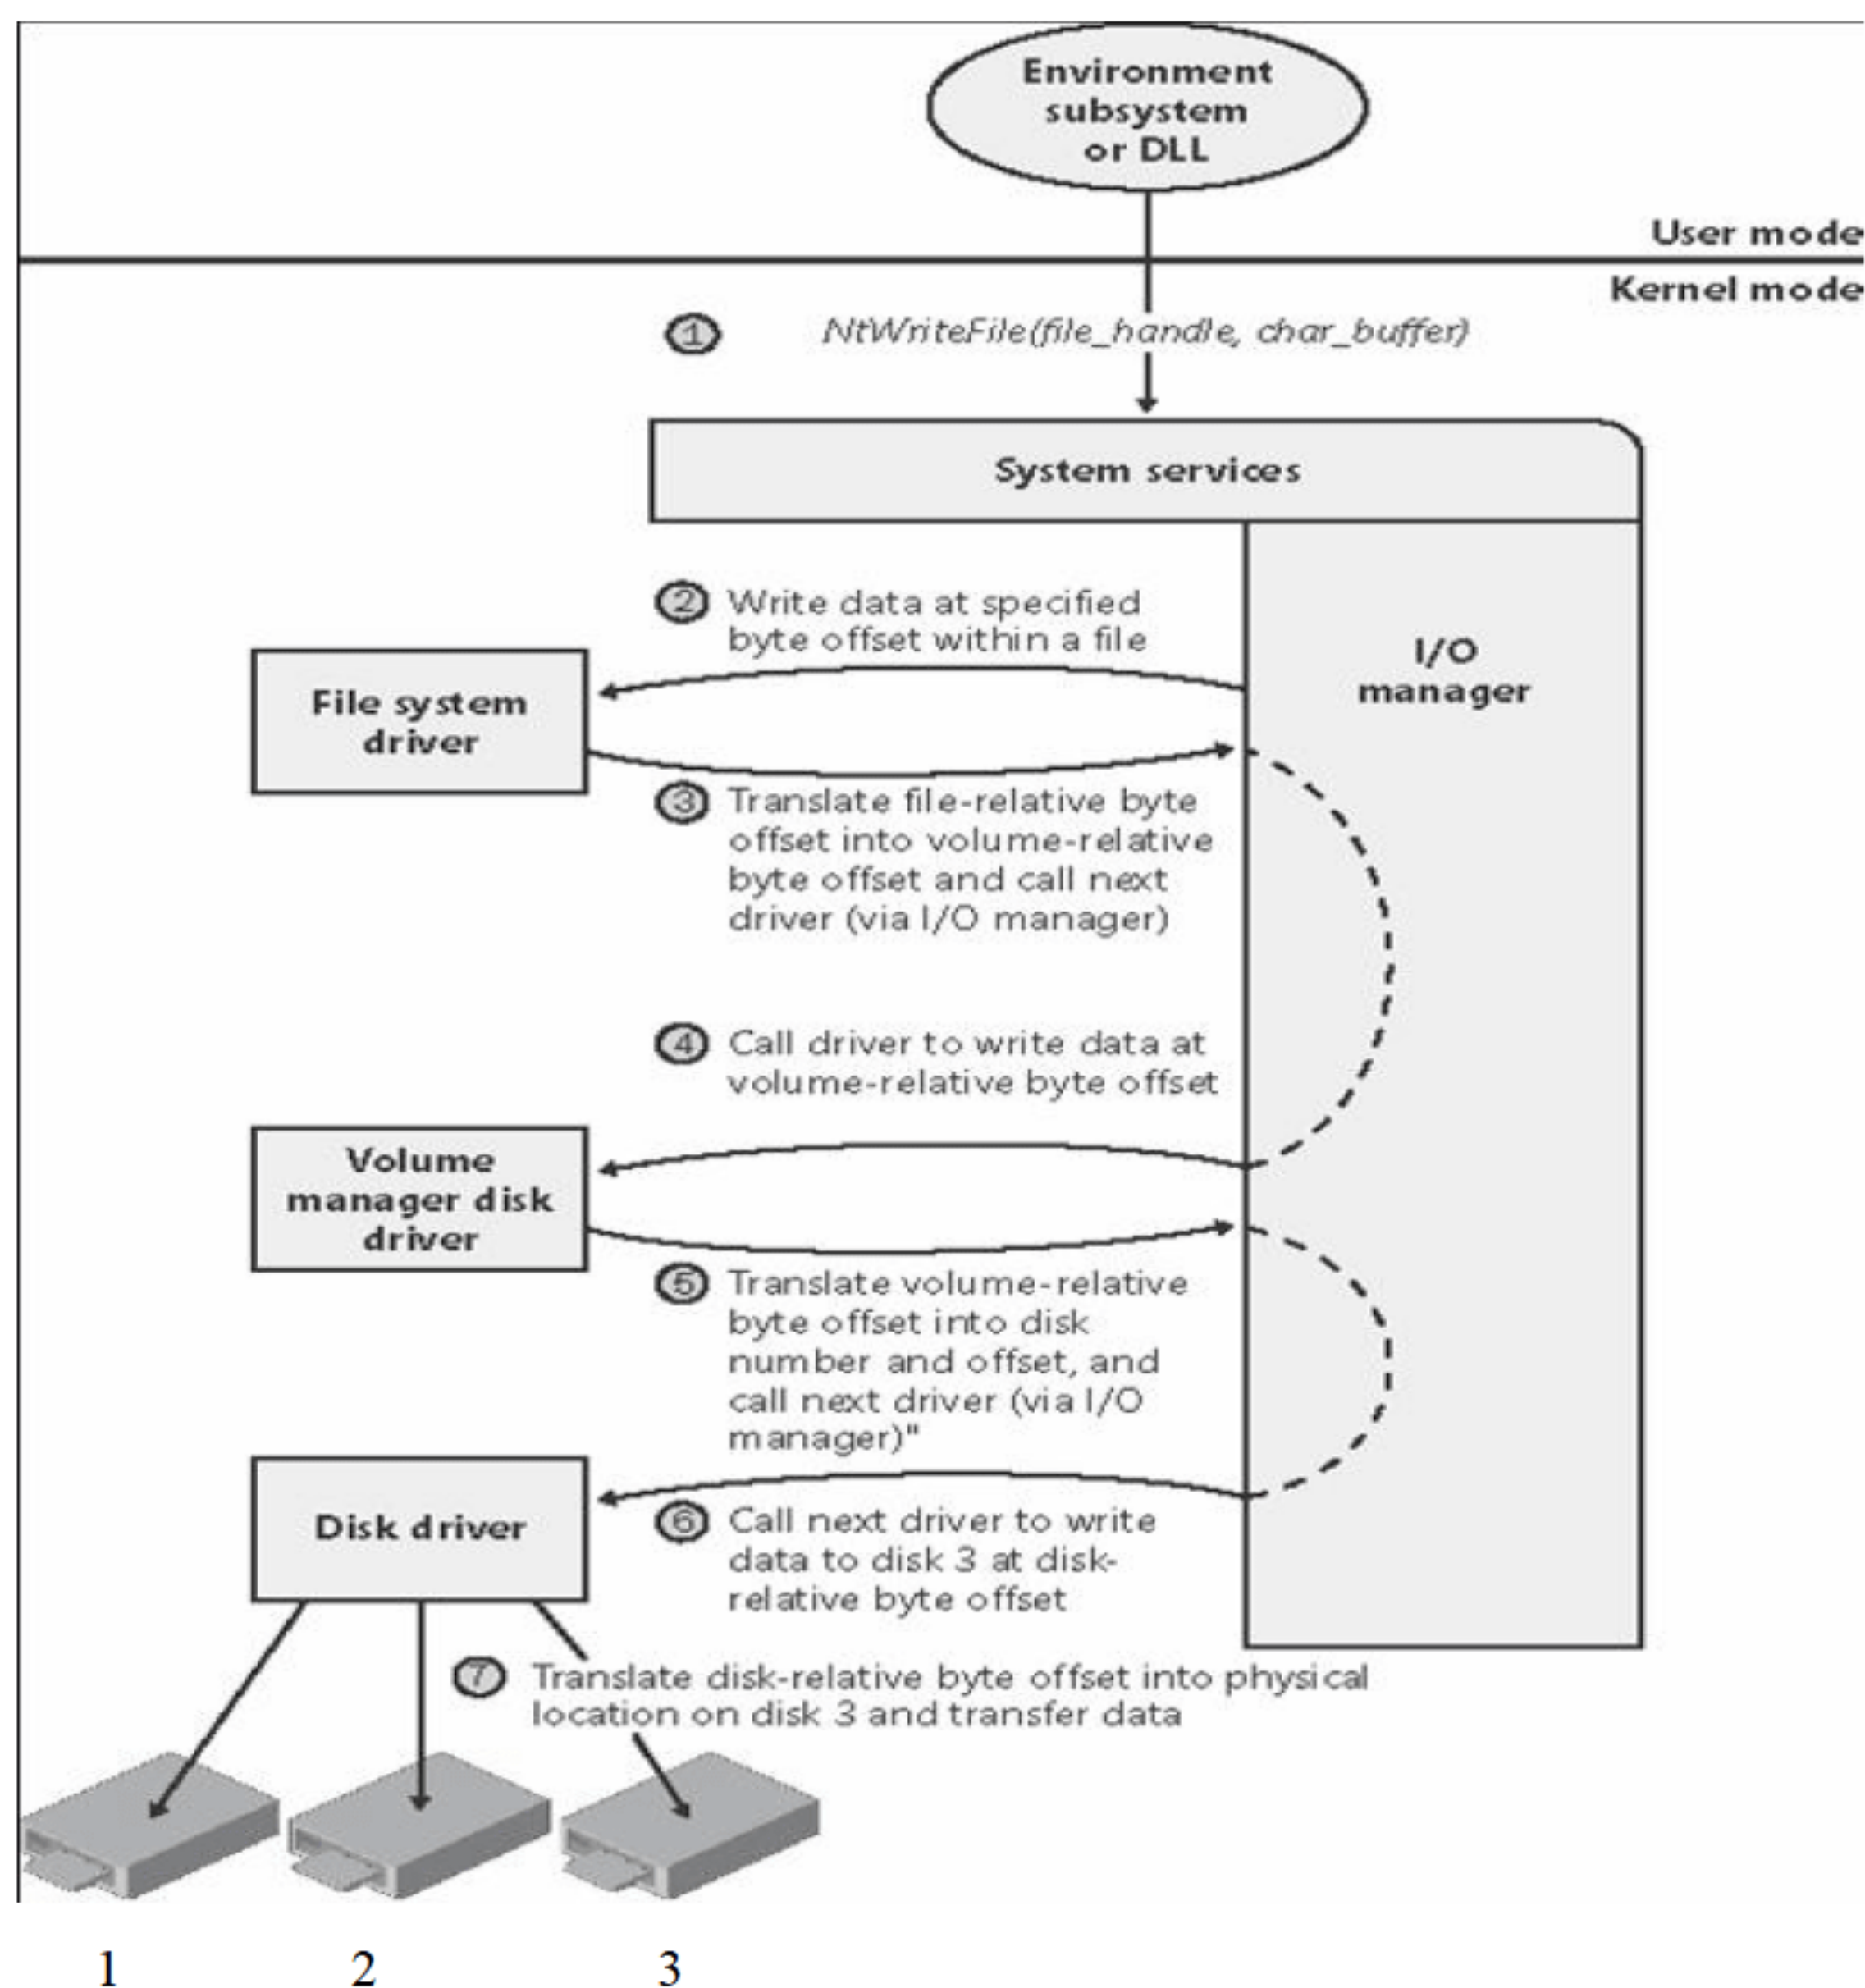 Environment
subsystem
or DLL
User mode
Kernel mode
1 NtWriteFile(file_handle, char_buffer)
System services
2 Write data at specified
byte offset within a file
I/O
manager
File system
driver
3 Translate file-relative byte
offset into volume-relative
byte offset and call next
driver (via I/O manager)
4 Call driver to write data at
volume-relative byte offset
Volume
manager disk
driver
5 Translate volume-relative
byte offset into disk
number and offset, and
call next driver (via I/O
manager)"
Disk driver
6 Call next driver to write
data to disk 3 at disk-
relative byte offset
7 Translate disk-relative byte offset into physical
location on disk 3 and transfer data
1 2 3